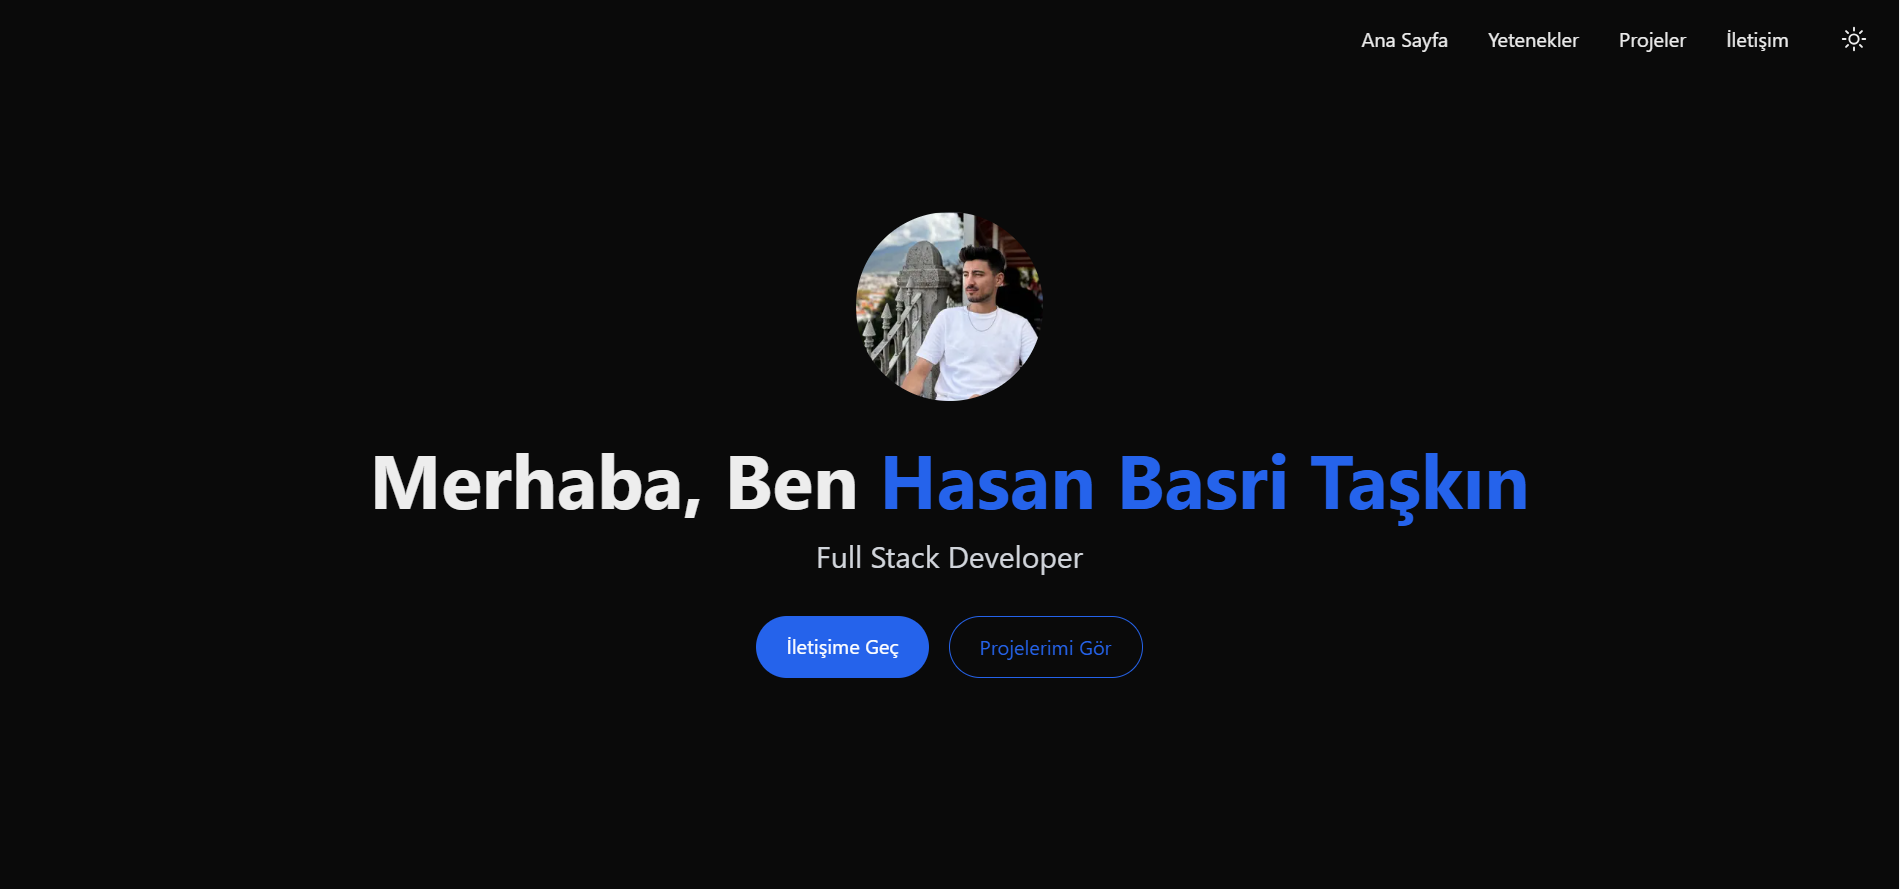 Ana Sayfa Yetenekler Projeler İletişim
Merhaba, Ben Hasan Basri Taşkın
Full Stack Developer
İletişime Geç Projelerimi Gör